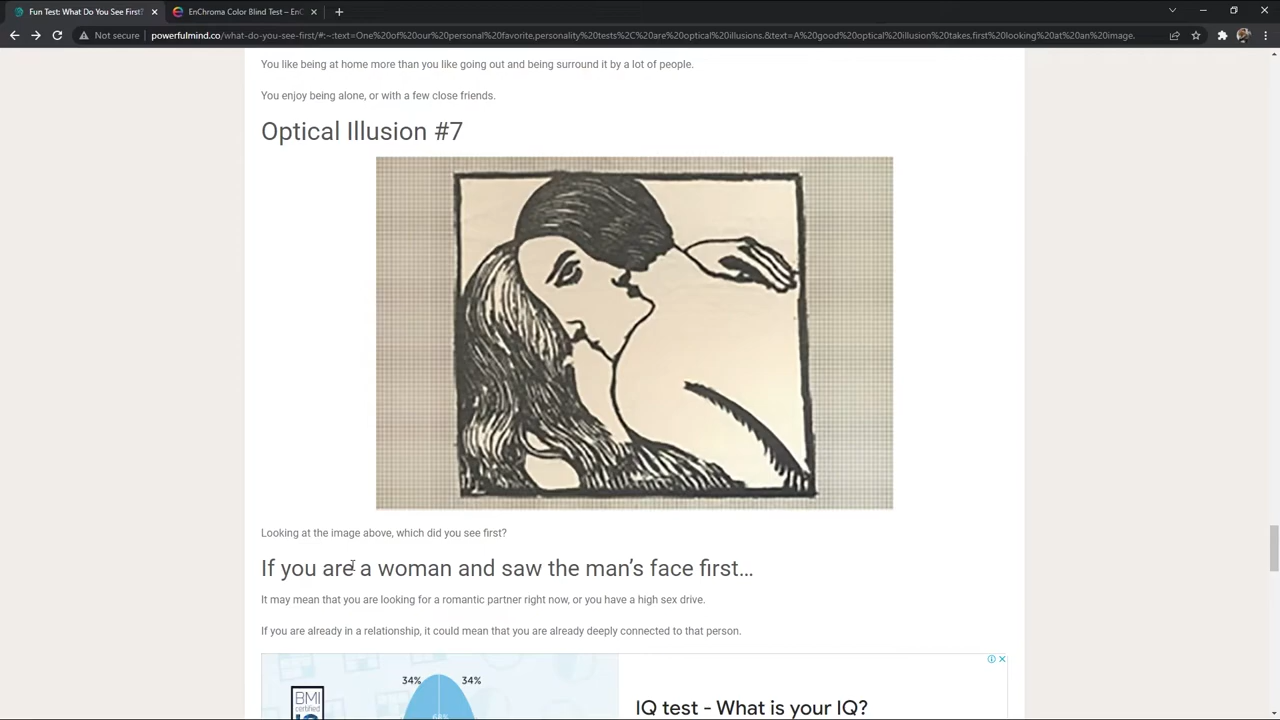 Fun Test: What Do You See First?
EnChroma Color Blind Test – EnC
Not secure
powerfulmind.co/what-do-you-see-first/#:~:text=One%20of%20our%20personal%20favorite,personality%20tests%2C%20are%20optical%20illusions.&text=A%20good%20optical%20illusion%20takes,first%20looking%20at%20an%20image.
You like being at home more than you like going out and being surround it by a lot of people.
You enjoy being alone, or with a few close friends.
Optical Illusion #7
Looking at the image above, which did you see first?
If you are a woman and saw the man’s face first…
It may mean that you are looking for a romantic partner right now, or you have a high sex drive.
If you are already in a relationship, it could mean that you are already deeply connected to that person.
34% 34%
BMI
certified
IQ test - What is your IQ?